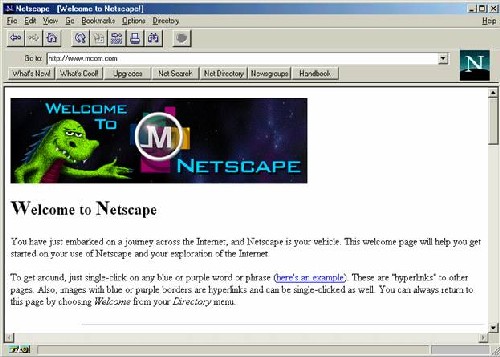 Netscape - [Welcome to Netscape!]
File Edit View Go Bookmarks Options Directory Help
Go to: http://www.mcom.com
What's New! What's Cool! Upgrades Net Search Net Directory Newsgroups Handbook
N
WELCOME
TO
M
NETSCAPE
Welcome to Netscape
You have just embarked on a journey across the Internet, and Netscape is your vehicle. This welcome page will help you get
started on your use of Netscape and your exploration of the Internet.
To get around, just single-click on any blue or purple word or phrase (here's an example). These are "hyperlinks" to other
pages. Also, images with blue or purple borders are hyperlinks and can be single-clicked as well. You can always return to
this page by choosing Welcome from your Directory menu.